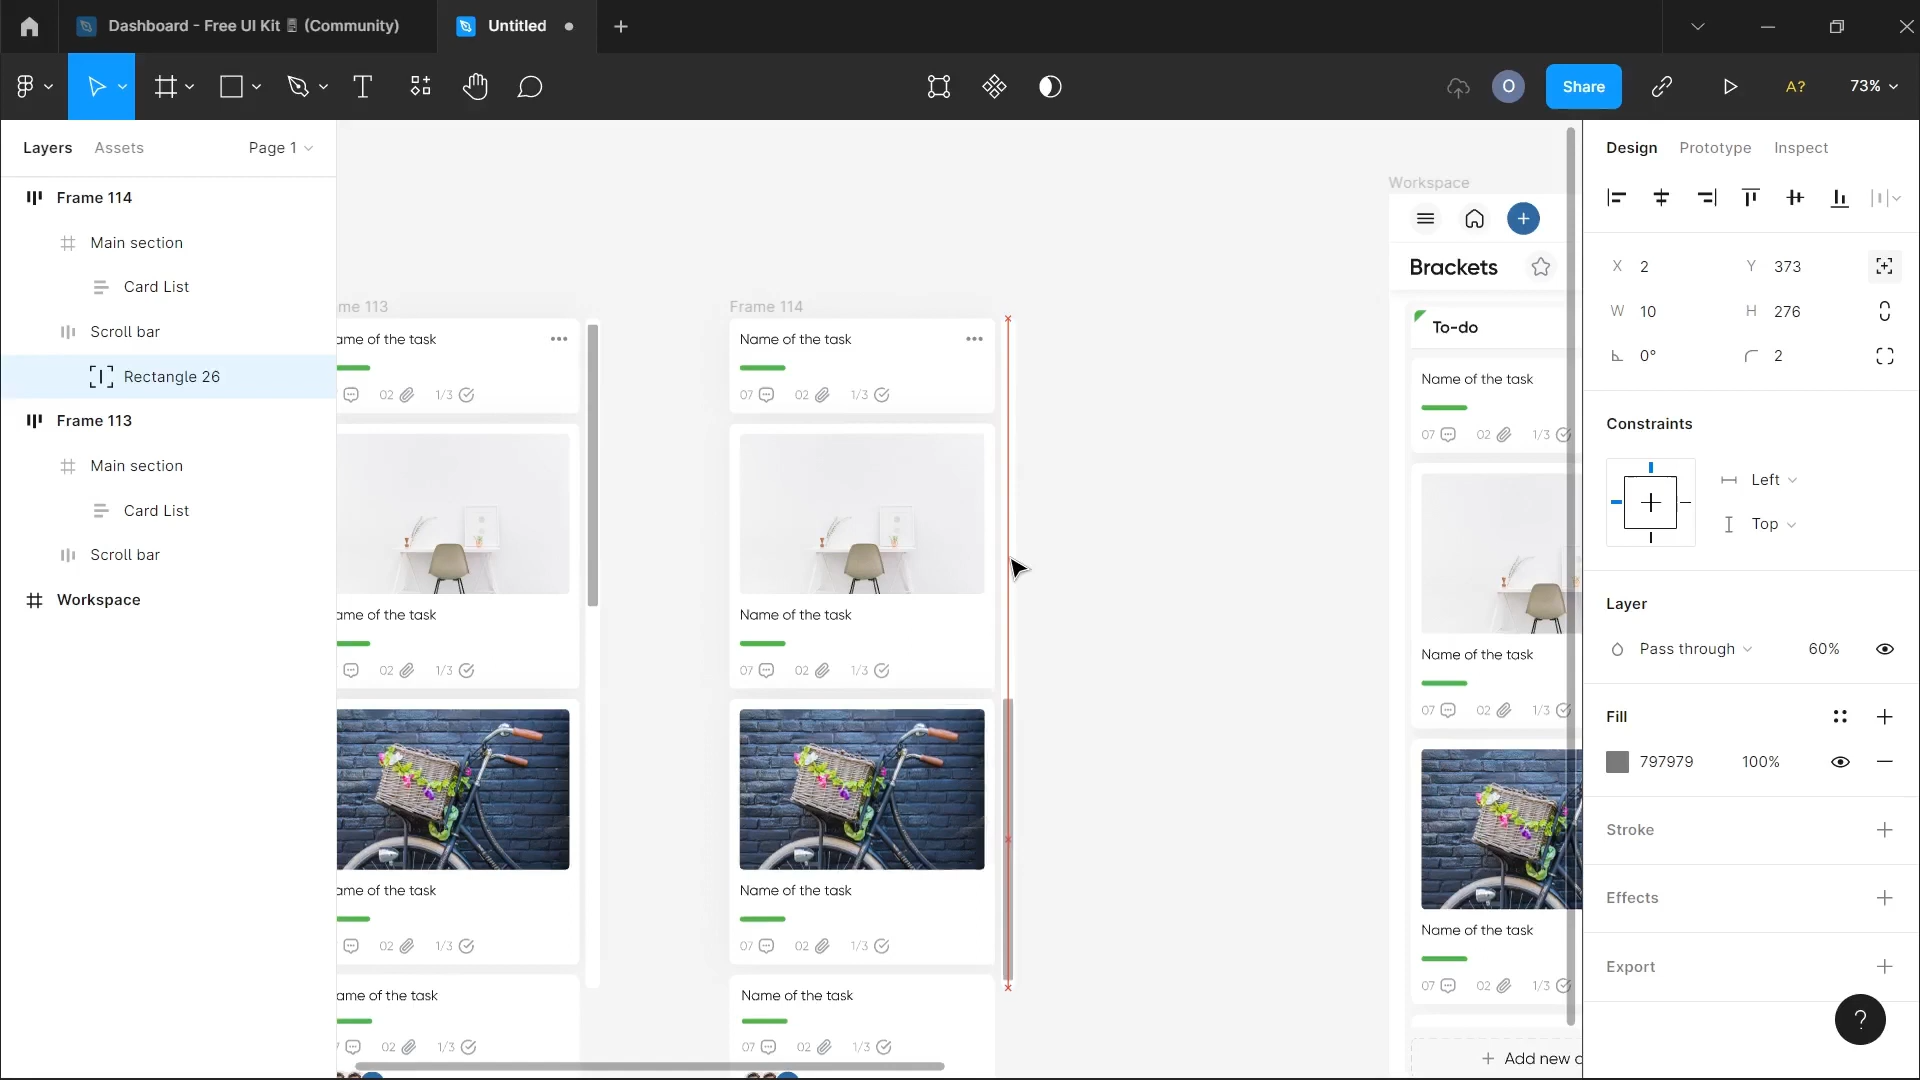 Dashboard - Free UI Kit (Community)
Untitled
T
O
Share
A?
73%
Layers
Assets
Page 1
Frame 114
Main section
Card List
Scroll bar
Rectangle 26
Frame 113
Main section
Card List
Scroll bar
Workspace
me 113
ame of the task
02
1/3
ame of the task
02
1/3
ame of the task
02
1/3
ame of the task
02
1/3
Frame 114
Name of the task
07
02
1/3
Name of the task
07
02
1/3
Name of the task
07
02
1/3
Name of the task
07
02
1/3
Workspace
Brackets
To-do
Name of the task
07
02
1/3
Name of the task
07
02
1/3
Name of the task
07
02
1/3
+ Add new c
Design
Prototype
Inspect
X 2
Y 373
W 10
H 276
0°
2
Constraints
Left
Top
Layer
Pass through
60%
Fill
797979
100%
Stroke
Effects
Export
?